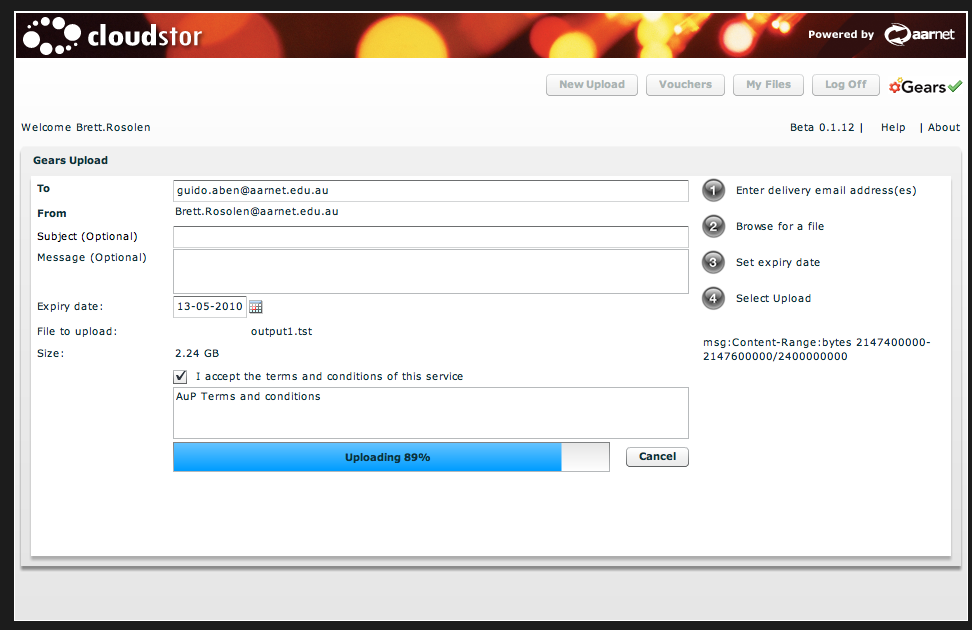 cloudstor
Powered by aarnet
New Upload Vouchers My Files Log Off Gears
Welcome Brett.Rosolen
Beta 0.1.12 | Help | About
Gears Upload
To guido.aben@aarnet.edu.au
From Brett.Rosolen@aarnet.edu.au
Subject (Optional)
Message (Optional)
Expiry date: 13-05-2010
File to upload: output1.tst
Size: 2.24 GB
I accept the terms and conditions of this service
AuP Terms and conditions
Uploading 89% Cancel
1 Enter delivery email address(es)
2 Browse for a file
3 Set expiry date
4 Select Upload
msg:Content-Range:bytes 2147400000-
2147600000/2400000000